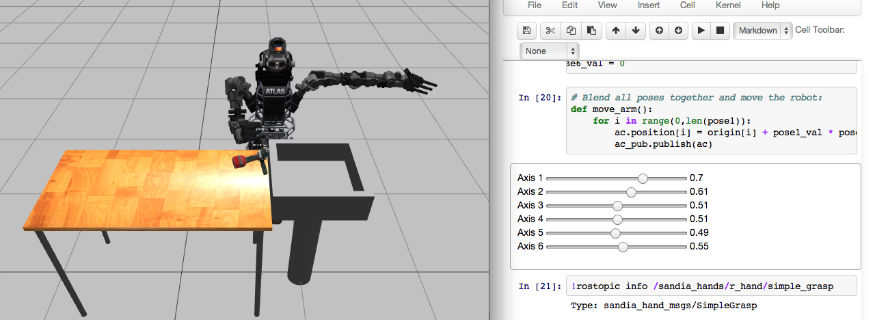 ATLAS
File Edit View Insert Cell Kernel Help
Markdown Cell Toolbar:
None
se6_val = 0
In [20]: # Blend all poses together and move the robot:
def move_arm():
for i in range(0,len(pose1)):
ac.position[i] = origin[i] + pose1_val * pose
ac_pub.publish(ac)
Axis 1 0.7
Axis 2 0.61
Axis 3 0.51
Axis 4 0.51
Axis 5 0.49
Axis 6 0.55
In [21]: !rostopic info /sandia_hands/r_hand/simple_grasp
Type: sandia_hand_msgs/SimpleGrasp